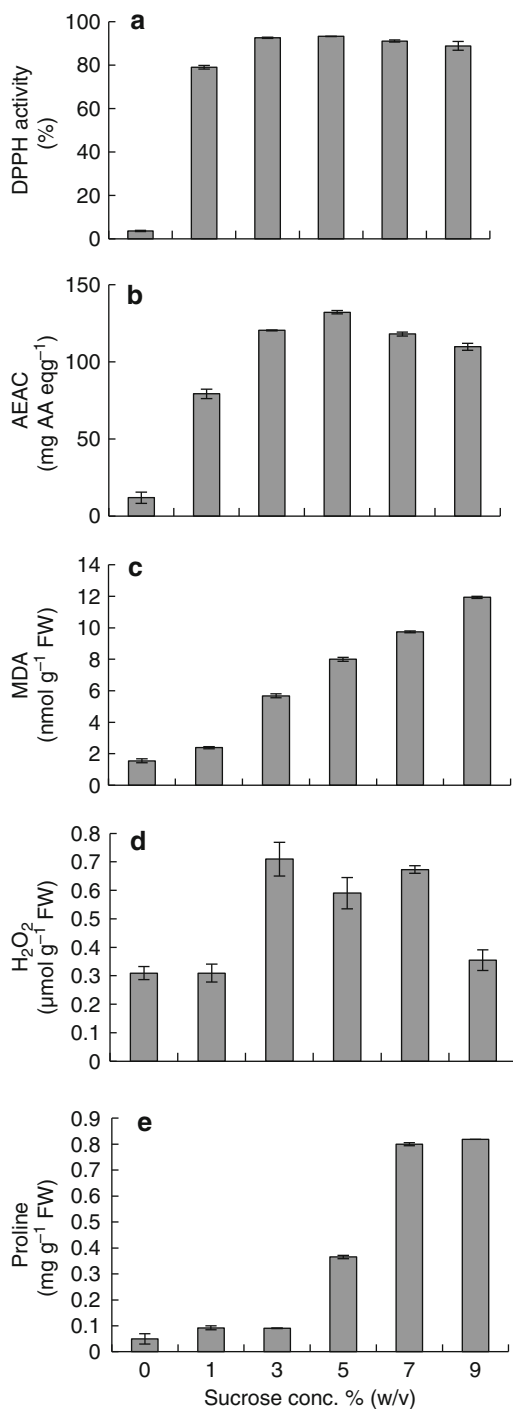 a
DPPH activity
(%)
100
80
60
40
20
0
b
AEAC
(mg AA eqg⁻¹)
150
100
50
0
c
MDA
(nmol g⁻¹ FW)
14
12
10
8
6
4
2
0
d
H₂O₂
(µmol g⁻¹ FW)
0.8
0.7
0.6
0.5
0.4
0.3
0.2
0.1
0
e
Proline
(mg g⁻¹ FW)
0.9
0.8
0.7
0.6
0.5
0.4
0.3
0.2
0.1
0
0 1 3 5 7 9
Sucrose conc. % (w/v)